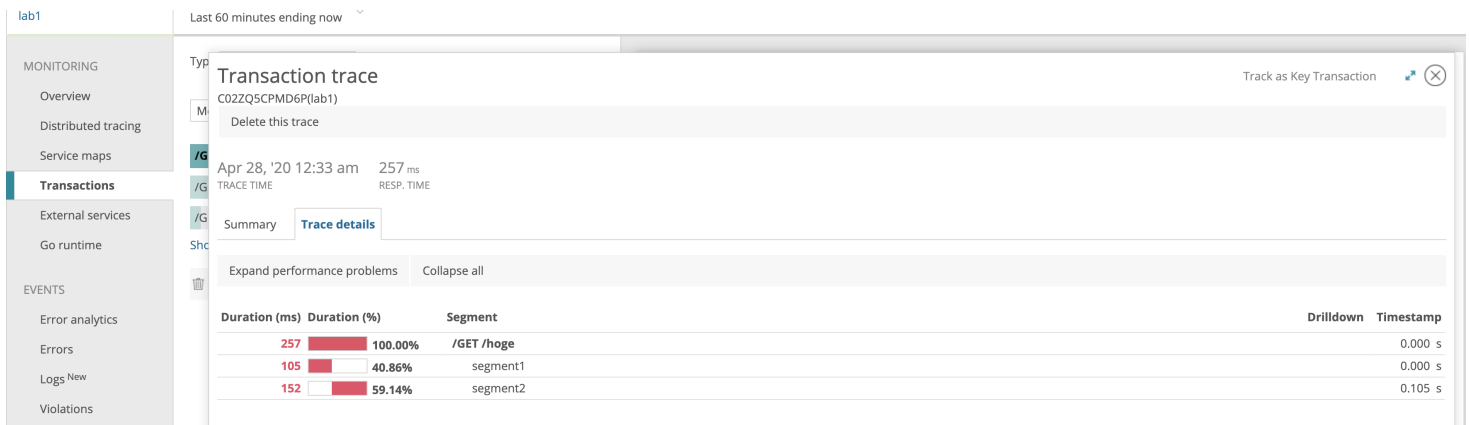 lab1
Last 60 minutes ending now
MONITORING
Overview
Distributed tracing
Service maps
Transactions
External services
Go runtime
EVENTS
Error analytics
Errors
Logs New
Violations
Typ
M
/G
/G
/G
Sho
Transaction trace
Track as Key Transaction
C02ZQ5CPMD6P(lab1)
Delete this trace
Apr 28, '20 12:33 am 257 ms
TRACE TIME RESP. TIME
Summary Trace details
Expand performance problems Collapse all
Duration (ms) Duration (%) Segment Drilldown Timestamp
257 100.00% /GET /hoge 0.000 s
105 40.86% segment1 0.000 s
152 59.14% segment2 0.105 s